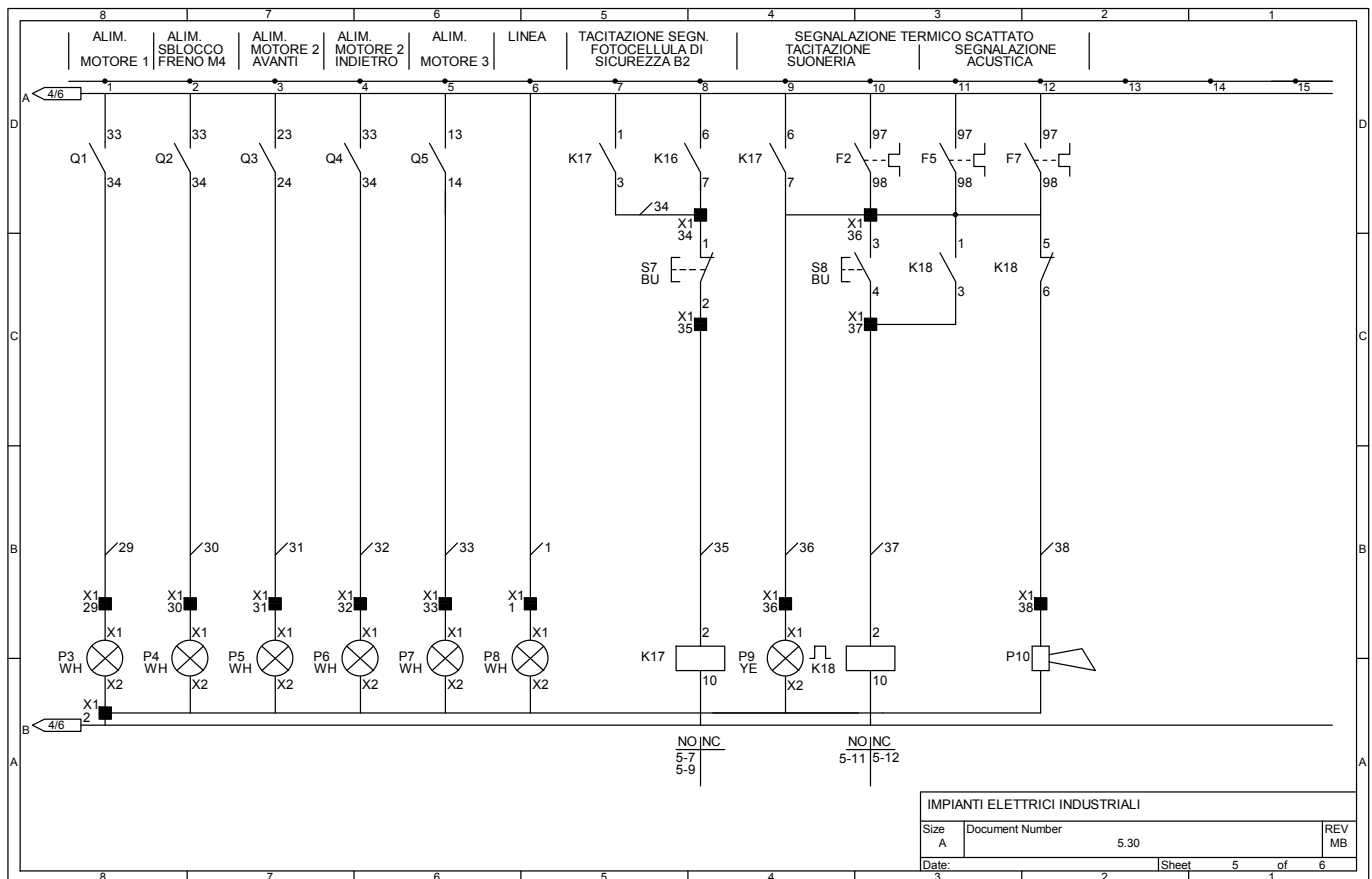 8 7 6 5 4 3 2 1
ALIM. MOTORE 1
ALIM. SBLOCCO FRENO M4
ALIM. MOTORE 2 AVANTI
ALIM. MOTORE 2 INDIETRO
ALIM. MOTORE 3
LINEA
TACITAZIONE SEGN. FOTOCELLULA DI SICUREZZA B2
SEGNALAZIONE TERMICO SCATTATO
TACITAZIONE SUONERIA
SEGNALAZIONE ACUSTICA
A 4/6 1 2 3 4 5 6 7 8 9 10 11 12 13 14 15
D D
33 33 23 33 13 1 6 6 97 97 97
Q1 Q2 Q3 Q4 Q5 K17 K16 K17 F2 F5 F7
34 34 24 34 14 3 7 7 98 98 98
34
X1 X1
34 36
1 3 1 5
S7 S8 K18 K18
BU BU
2 4 3 6
X1 X1
35 37
C C
B B
29 30 31 32 33 1 35 36 37 38
X1 X1 X1 X1 X1 X1 X1 X1
29 30 31 32 33 1 36 38
X1 X1 X1 X1 X1 X1 2 X1 2
P3 P4 P5 P6 P7 P8 K17 P9 K18 P10
WH WH WH WH WH WH YE
X2 X2 X2 X2 X2 X2 10 X2 10
X1
2
B 4/6
NO NC NO NC
5-7 5-11 5-12
5-9
A A
IMPIANTI ELETTRICI INDUSTRIALI
Size Document Number REV
A 5.30 MB
Date: Sheet 5 of 6
8 7 6 5 4 3 2 1